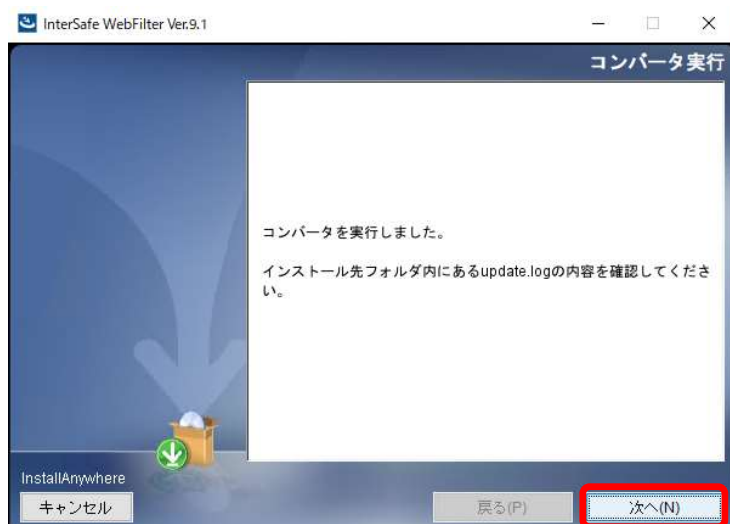 InterSafe WebFilter Ver.9.1
コンバータ実行
コンバータを実行しました。
インストール先フォルダ内にあるupdate.logの内容を確認してくださ
い。
InstallAnywhere
キャンセル
戻る(P)
次へ(N)